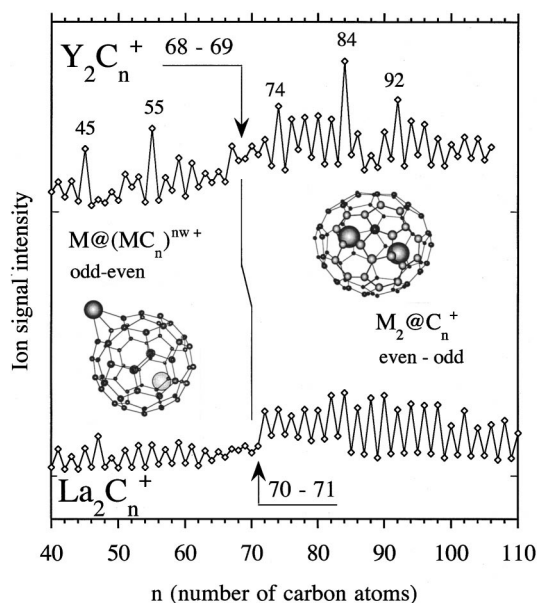 Y₂Cₙ⁺
68 - 69
84
74
92
45
55
Ion signal intensity
M@(MCₙ)ⁿʷ⁺
odd-even
M₂@Cₙ⁺
even - odd
La₂Cₙ⁺
70 - 71
40 50 60 70 80 90 100 110
n (number of carbon atoms)